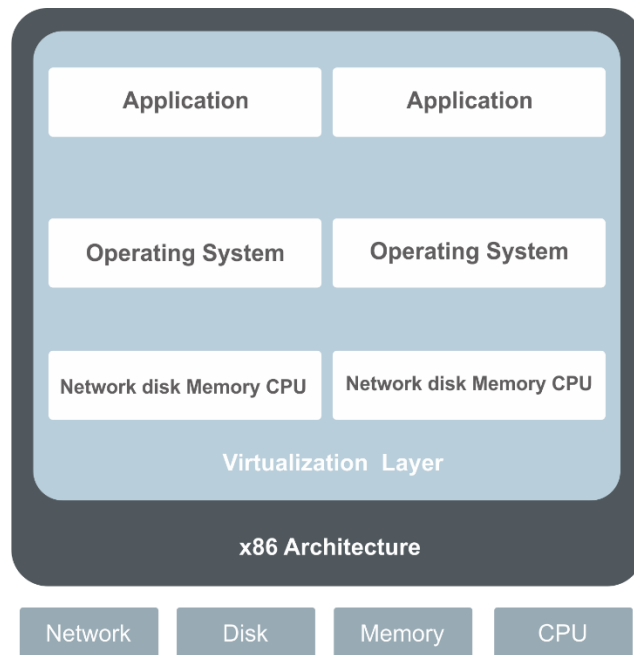 Application
Application
Operating System
Operating System
Network disk Memory CPU
Network disk Memory CPU
Virtualization Layer
x86 Architecture
Network
Disk
Memory
CPU